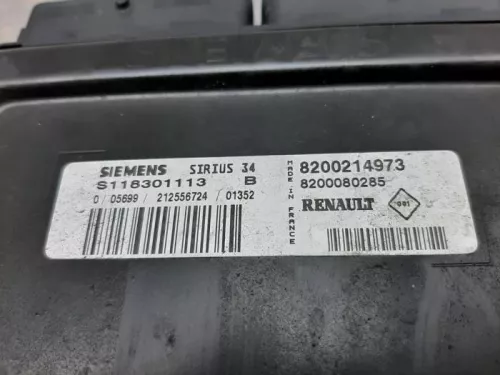 SIEMENS SIRIUS 34
S118301113 B
0 05699 / 212556724 / 01352
MADE IN FRANCE
8200214973
8200080285
RENAULT